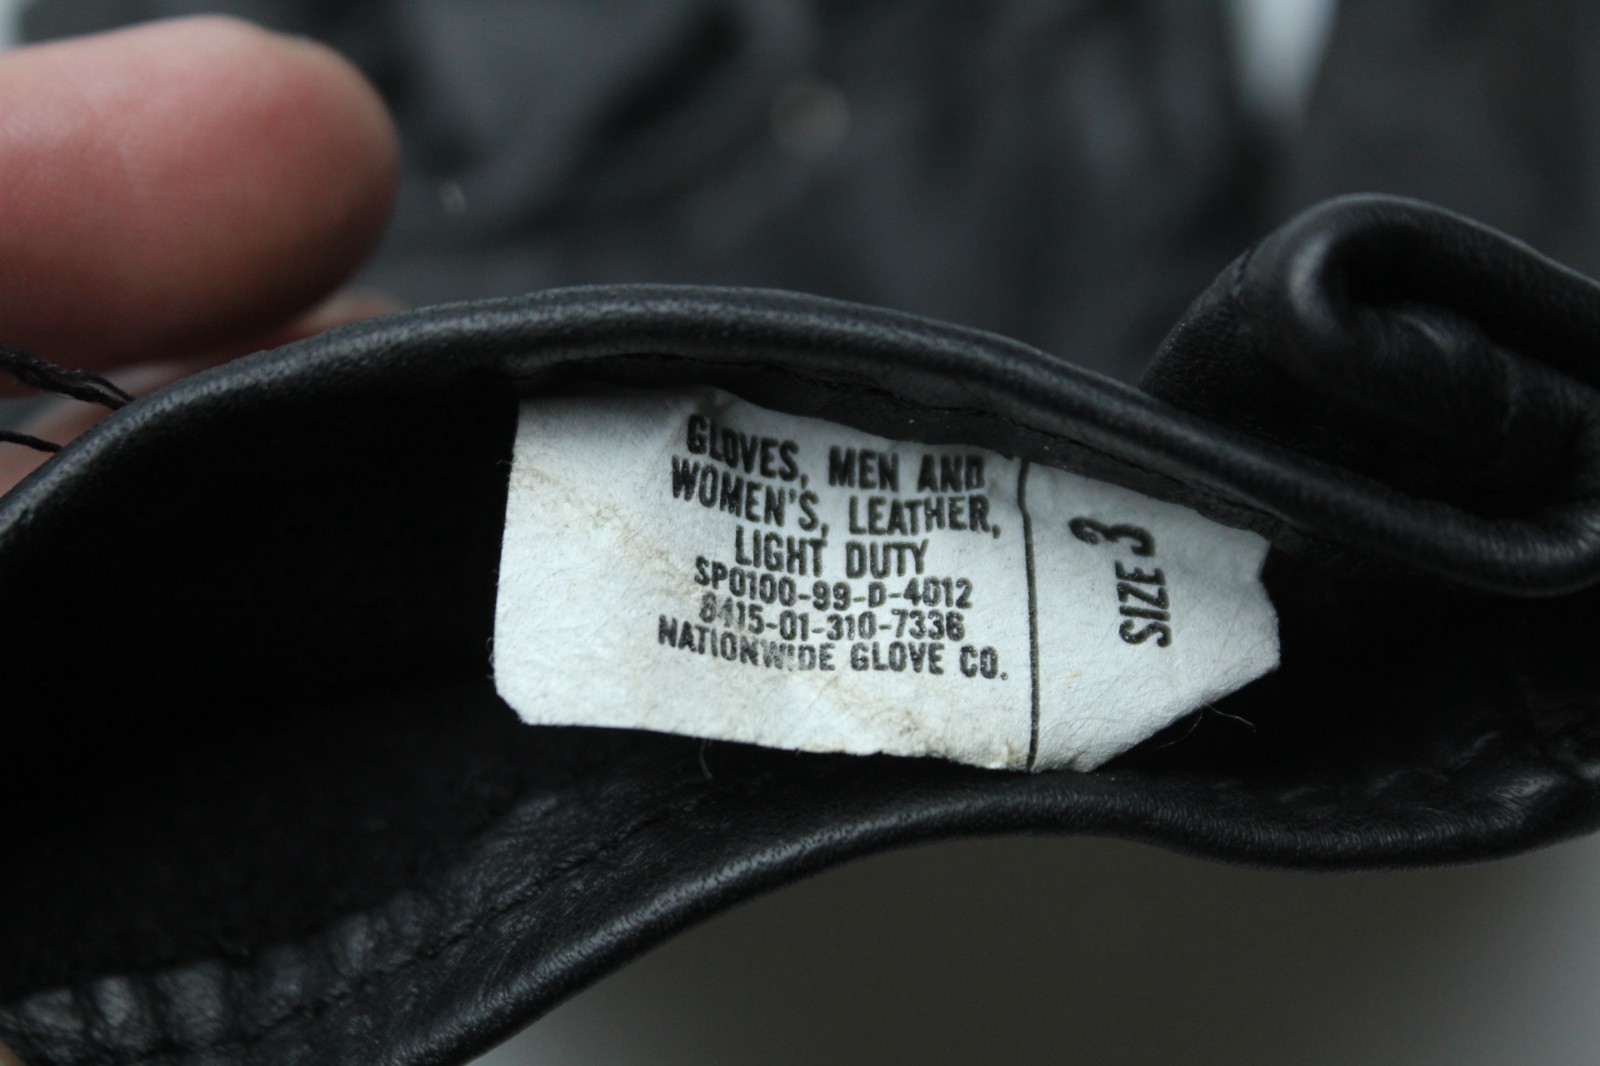 GLOVES, MEN AND
WOMEN'S, LEATHER,
LIGHT DUTY
SP0100-99-D-4012
8415-01-310-7336
NATIONWIDE GLOVE CO.
SIZE 3